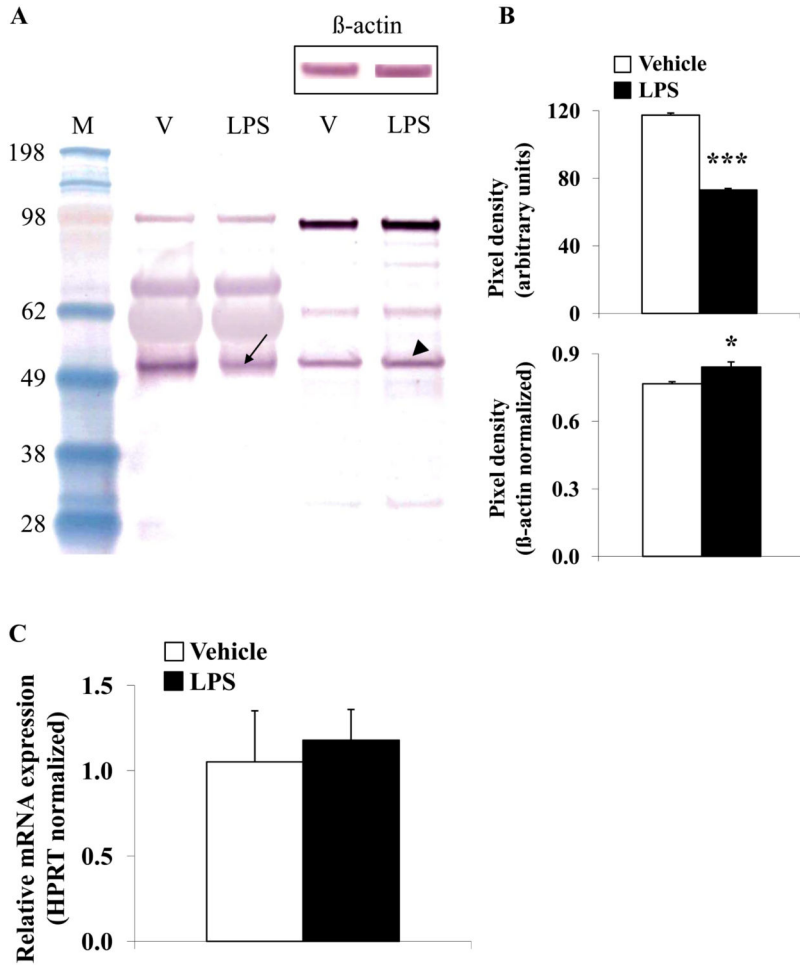 A
ß-actin
M
V
LPS
V
LPS
198
98
62
49
38
28
B
Vehicle
LPS
Pixel density
(arbitrary units)
120
80
40
0
***
Pixel density
(ß-actin normalized)
0.9
0.6
0.3
0.0
*
C
Vehicle
LPS
Relative mRNA expression
(HPRT normalized)
1.5
1.0
0.5
0.0